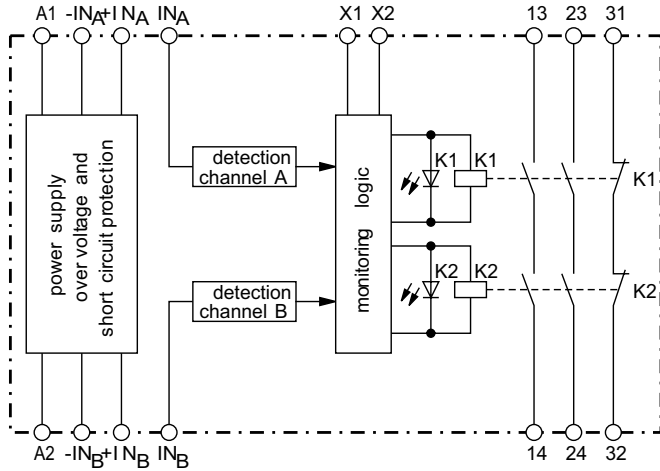 A1 -INA +INA INA X1 X2 13 23 31
power supply
over voltage and
short circuit protection
detection
channel A
detection
channel B
monitoring logic
K1 K1
K1
K2 K2
K2
A2 -INB +INB INB 14 24 32